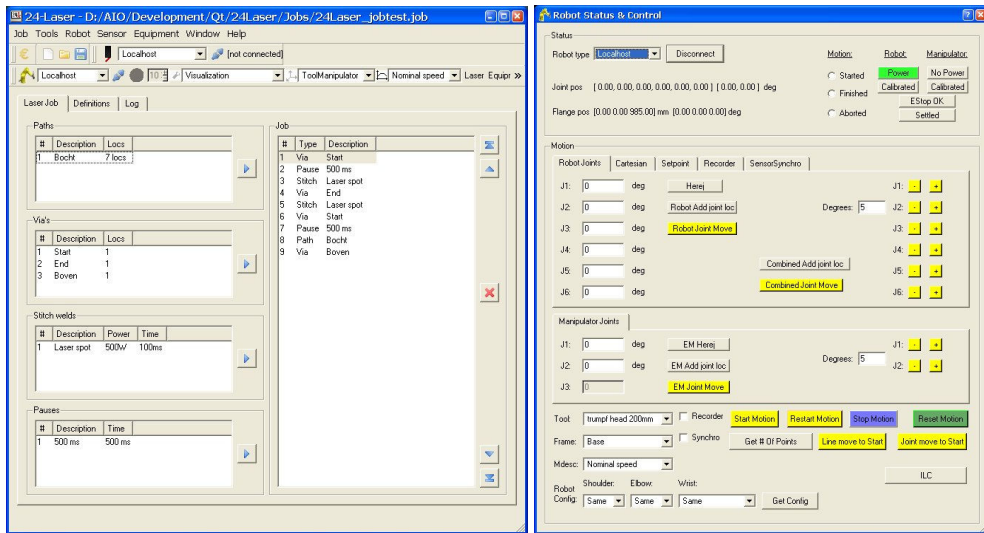 24-Laser - D:/AIO/Development/Qt/24Laser/Jobs/24Laser_jobtest.job
Job Tools Robot Sensor Equipment Window Help
Localhost [not connected]
Localhost 10 Visualization ToolManipulator Nominal speed Laser Equip »
Laser Job Definitions Log
Paths
# Description Locs
1 Bocht 7 locs
Via's
# Description Locs
1 Start 1
2 End 1
3 Boven 1
Stitch welds
# Description Power Time
1 Laser spot 500W 100ms
Pauses
# Description Time
1 500 ms 500 ms
Job
# Type Description
1 Via Start
2 Pause 500 ms
3 Stitch Laser spot
4 Via End
5 Stitch Laser spot
6 Via Start
7 Pause 500 ms
8 Path Bocht
9 Via Boven
Robot Status & Control
Status
Robot type Localhost Disconnect
Motion: Robot: Manipulator:
Started Power No Power
Joint pos [ 0.00, 0.00, 0.00, 0.00, 0.00, 0.00 ] [ 0.00, 0.00 ] deg
Finished Calibrated Calibrated
EStop OK
Flange pos [0.00 0.00 985.00] mm [0.00 0.00 0.00] deg
Aborted Settled
Motion
Robot Joints Cartesian Setpoint Recorder SensorSynchro
J1: 0 deg Herej J1: - +
J2: 0 deg Robot Add joint loc Degrees: 5 J2: - +
J3: 0 deg Robot Joint Move J3: - +
J4: 0 deg J4: - +
Combined Add joint loc
J5: 0 deg J5: - +
Combined Joint Move
J6: 0 deg J6: - +
Manipulator Joints
J1: 0 deg EM Herej J1: - +
J2: 0 deg EM Add joint loc Degrees: 5 J2: - +
J3: 0 EM Joint Move
Tool: trumpf head 200mm Recorder Start Motion Restart Motion Stop Motion Reset Motion
Frame: Base Synchro Get # Of Points Line move to Start Joint move to Start
Mdesc: Nominal speed
ILC
Shoulder: Elbow: Wrist:
Robot Config: Same Same Same Get Config